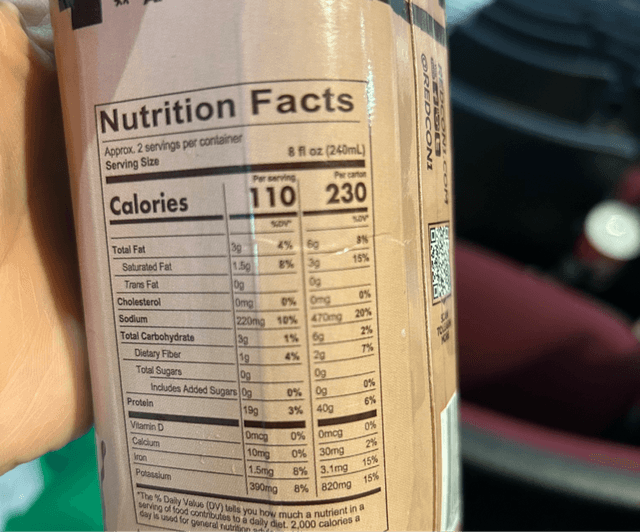 Nutrition Facts
Approx. 2 servings per container
Serving Size 8 fl oz (240mL)
Per serving Per carton
Calories 110 230
%DV* %DV*
Total Fat 3g 4% 6g 8%
Saturated Fat 1.5g 8% 3g 15%
Trans Fat 0g 0g
Cholesterol 0mg 0% 0mg 0%
Sodium 220mg 10% 470mg 20%
Total Carbohydrate 3g 1% 6g 2%
Dietary Fiber 1g 4% 2g 7%
Total Sugars 0g 0g
Includes Added Sugars 0g 0% 0g 0%
Protein 19g 3% 40g 6%
Vitamin D 0mcg 0% 0mcg 0%
Calcium 10mg 0% 30mg 2%
Iron 1.5mg 8% 3.1mg 15%
Potassium 390mg 8% 820mg 15%
*The % Daily Value (DV) tells you how much a nutrient in a
serving of food contributes to a daily diet. 2,000 calories a
day is used for general nutrition
@REDCON1